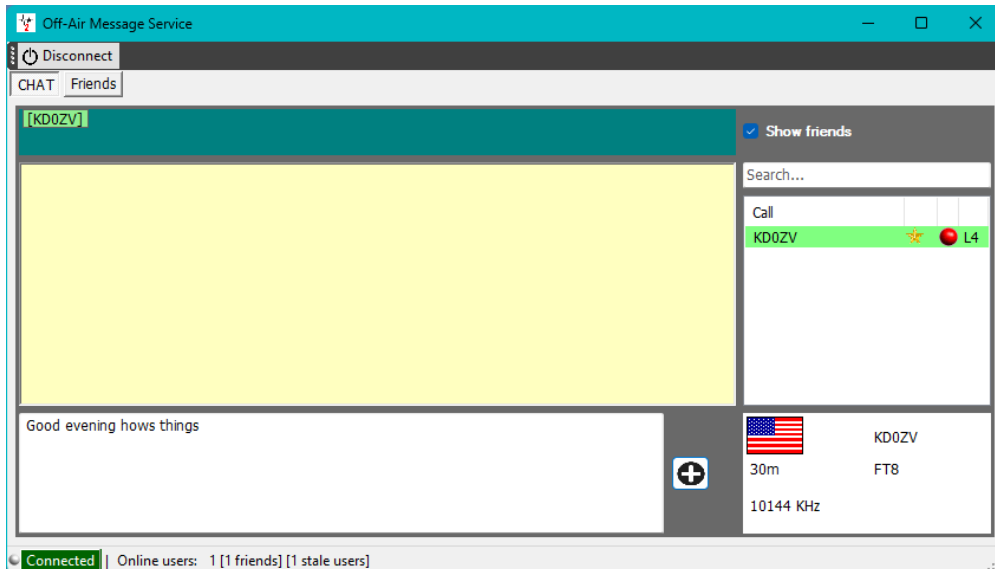 Off-Air Message Service
Disconnect
CHAT Friends
[KD0ZV]
Show friends
Search...
Call
KD0ZV L4
Good evening hows things
KD0ZV
30m FT8
10144 KHz
Connected | Online users: 1 [1 friends] [1 stale users]